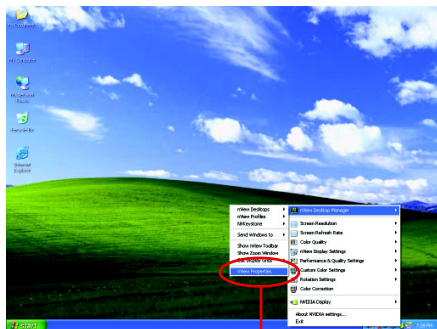 My Documents
My Computer
My Network
Places
Recycle Bin
Internet
Explorer
nView Desktops
nView Profiles
NVKeystone
Send Windows to
Show nView Toolbar
Show Zoom Window
Edit Display Grids
nView Properties
nView Desktop Manager
Screen Resolution
Screen Refresh Rate
Color Quality
nView Display Settings
Performance & Quality Settings
Custom Color Settings
Rotation Settings
Color Correction
NVIDIA Display
About NVIDIA settings...
Exit
start